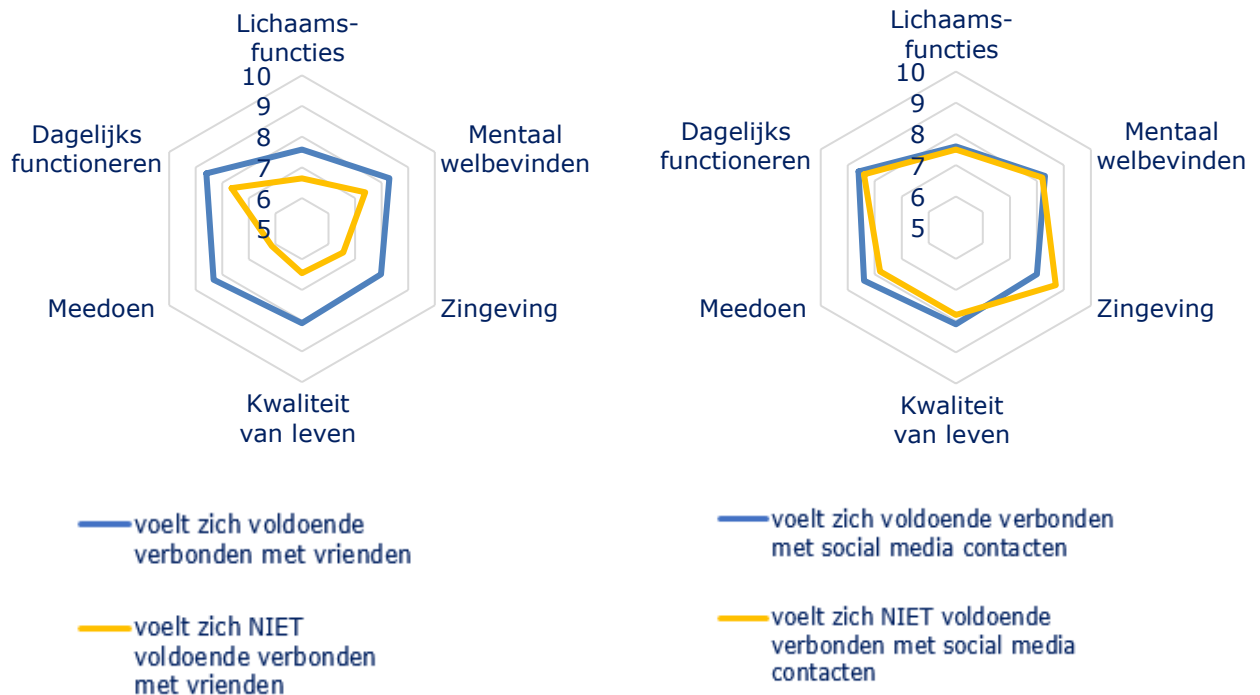 Lichaams-
functies
10
9
8
7
6
5
Dagelijks
functioneren
Mentaal
welbevinden
Meedoen
Zingeving
Kwaliteit
van leven
voelt zich voldoende
verbonden met vrienden
voelt zich NIET
voldoende verbonden
met vrienden
Lichaams-
functies
10
9
8
7
6
5
Dagelijks
functioneren
Mentaal
welbevinden
Meedoen
Zingeving
Kwaliteit
van leven
voelt zich voldoende verbonden
met social media contacten
voelt zich NIET voldoende
verbonden met social media
contacten